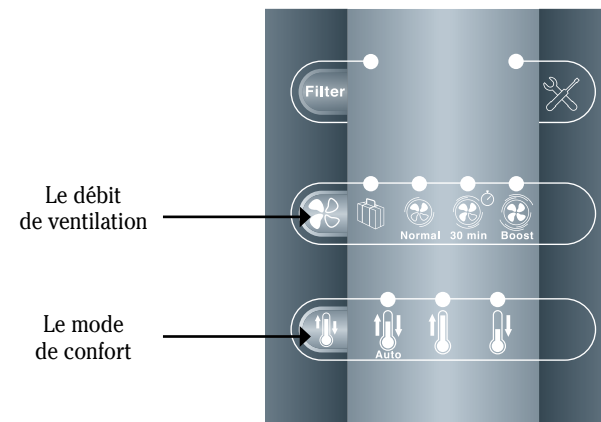 Filter
Le débit
de ventilation
Normal 30 min Boost
Le mode
de confort
Auto